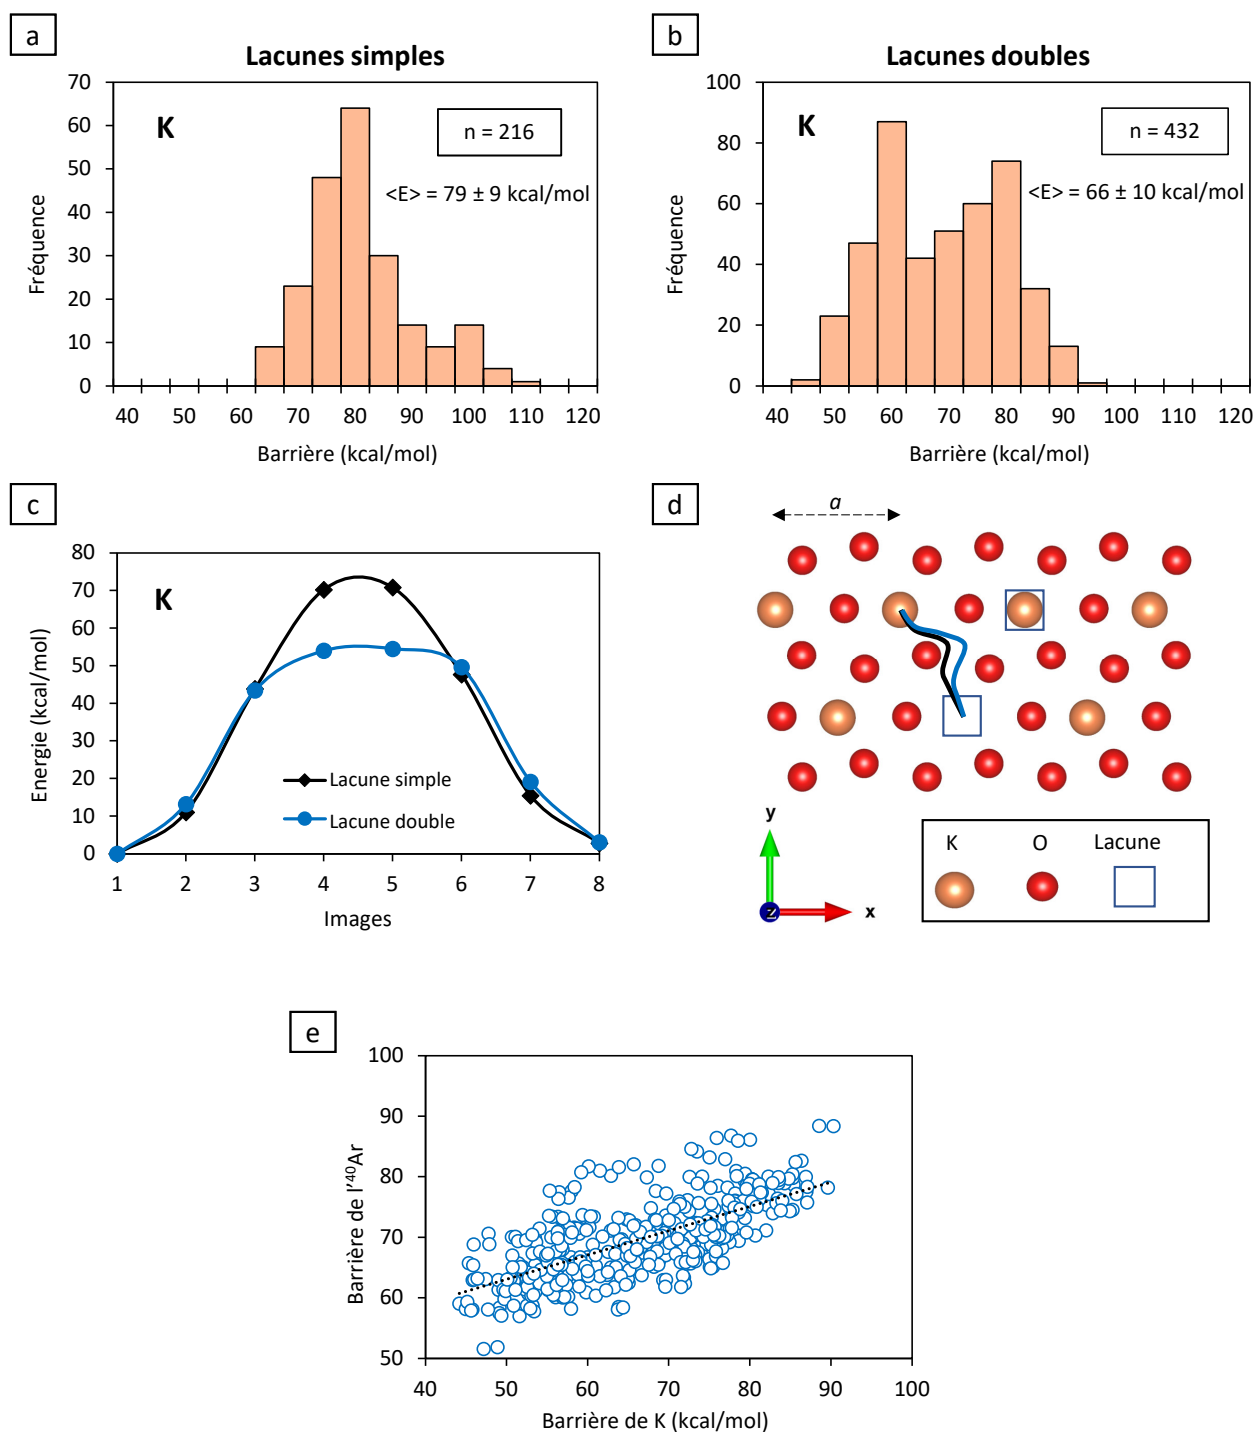 a
Lacunes simples
70
60
50
40
30
20
10
0
Fréquence
K
n = 216
<E> = 79 ± 9 kcal/mol
40 50 60 70 80 90 100 110 120
Barrière (kcal/mol)
b
Lacunes doubles
100
80
60
40
20
0
Fréquence
K
n = 432
<E> = 66 ± 10 kcal/mol
40 50 60 70 80 90 100 110 120
Barrière (kcal/mol)
c
80
70
60
50
40
30
20
10
0
Energie (kcal/mol)
K
Lacune simple
Lacune double
1 2 3 4 5 6 7 8
Images
d
a
y
z
x
K O Lacune
e
100
90
80
70
60
50
Barrière de l'⁴⁰Ar
40 50 60 70 80 90 100
Barrière de K (kcal/mol)